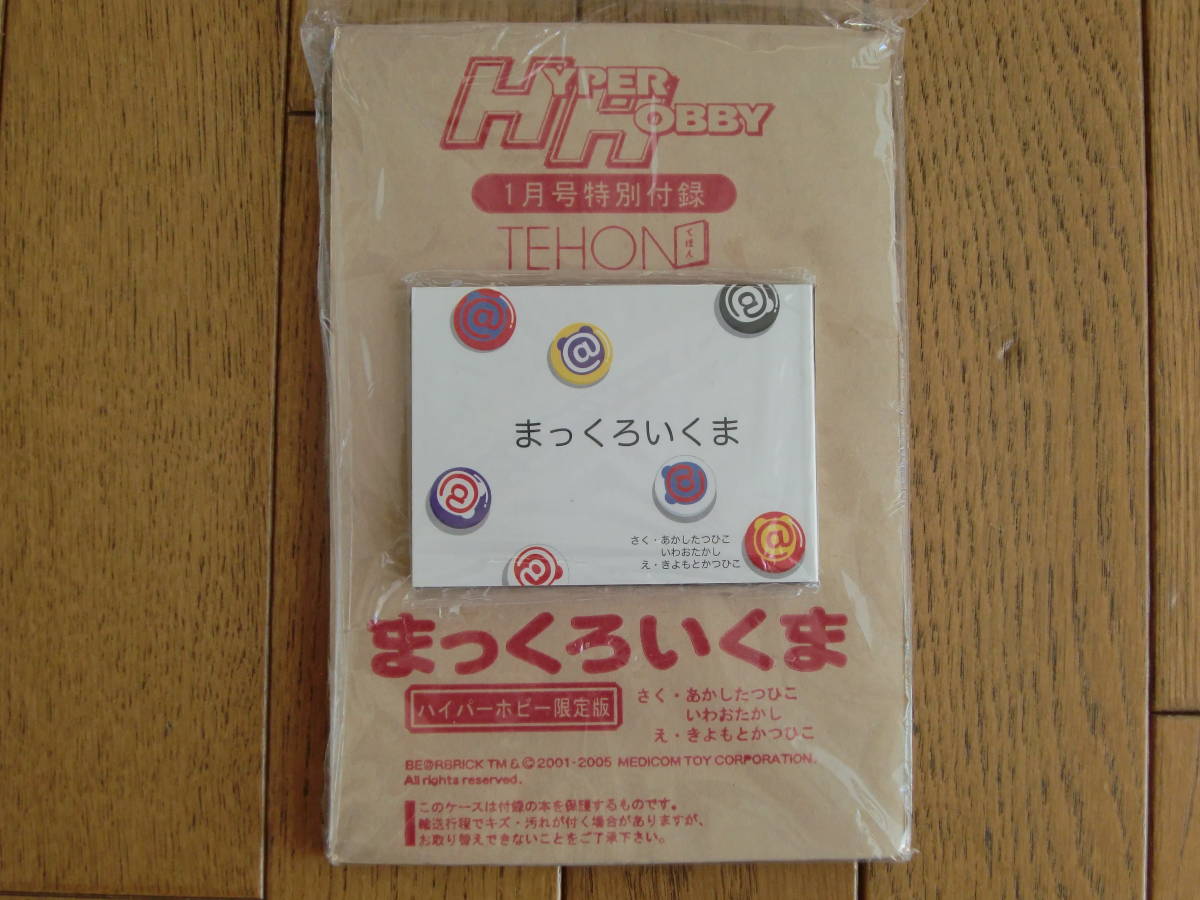 HYPER HOBBY
1月号特別付録
TEHON てほん
@
@
@
まっくろいくま
@
@
@
@
さく・あかしたつひこ
いわおたかし
え・きよもとかつひこ
まっくろいくま
ハイパーホビー限定版
さく・あかしたつひこ
いわおたかし
え・きよもとかつひこ
BE@RBRICK TM & © 2001-2005 MEDICOM TOY CORPORATION.
All rights reserved.
このケースは付録の本を保護するものです。
輸送行程でキズ・汚れが付く場合がありますが、
お取り替えできないことをご了承下さい。